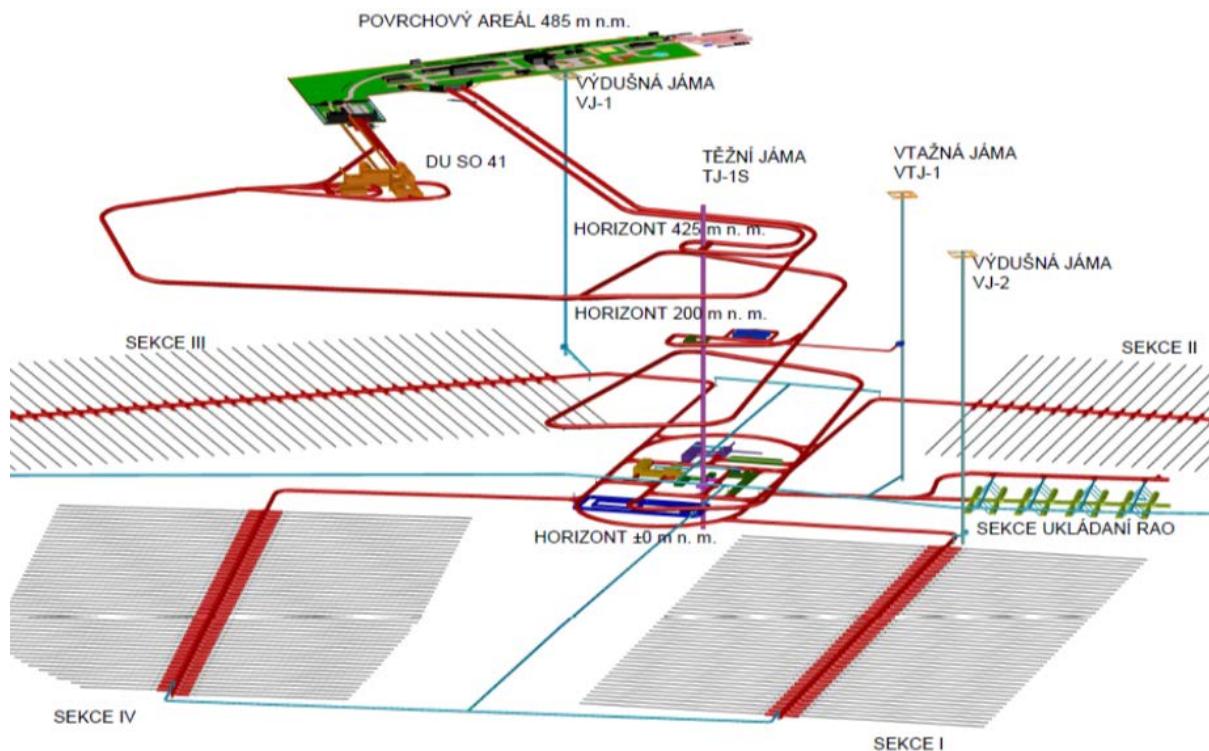 POVRCHOVÝ AREÁL 485 m n.m.
VÝDUŠNÁ JÁMA
VJ-1
DU SO 41
TĚŽNÍ JÁMA
TJ-1S
VTAŽNÁ JÁMA
VTJ-1
HORIZONT 425 m n. m.
VÝDUŠNÁ JÁMA
VJ-2
HORIZONT 200 m n. m.
SEKCE III
SEKCE II
SEKCE UKLÁDANÍ RAO
HORIZONT ±0 m n. m.
SEKCE IV
SEKCE I